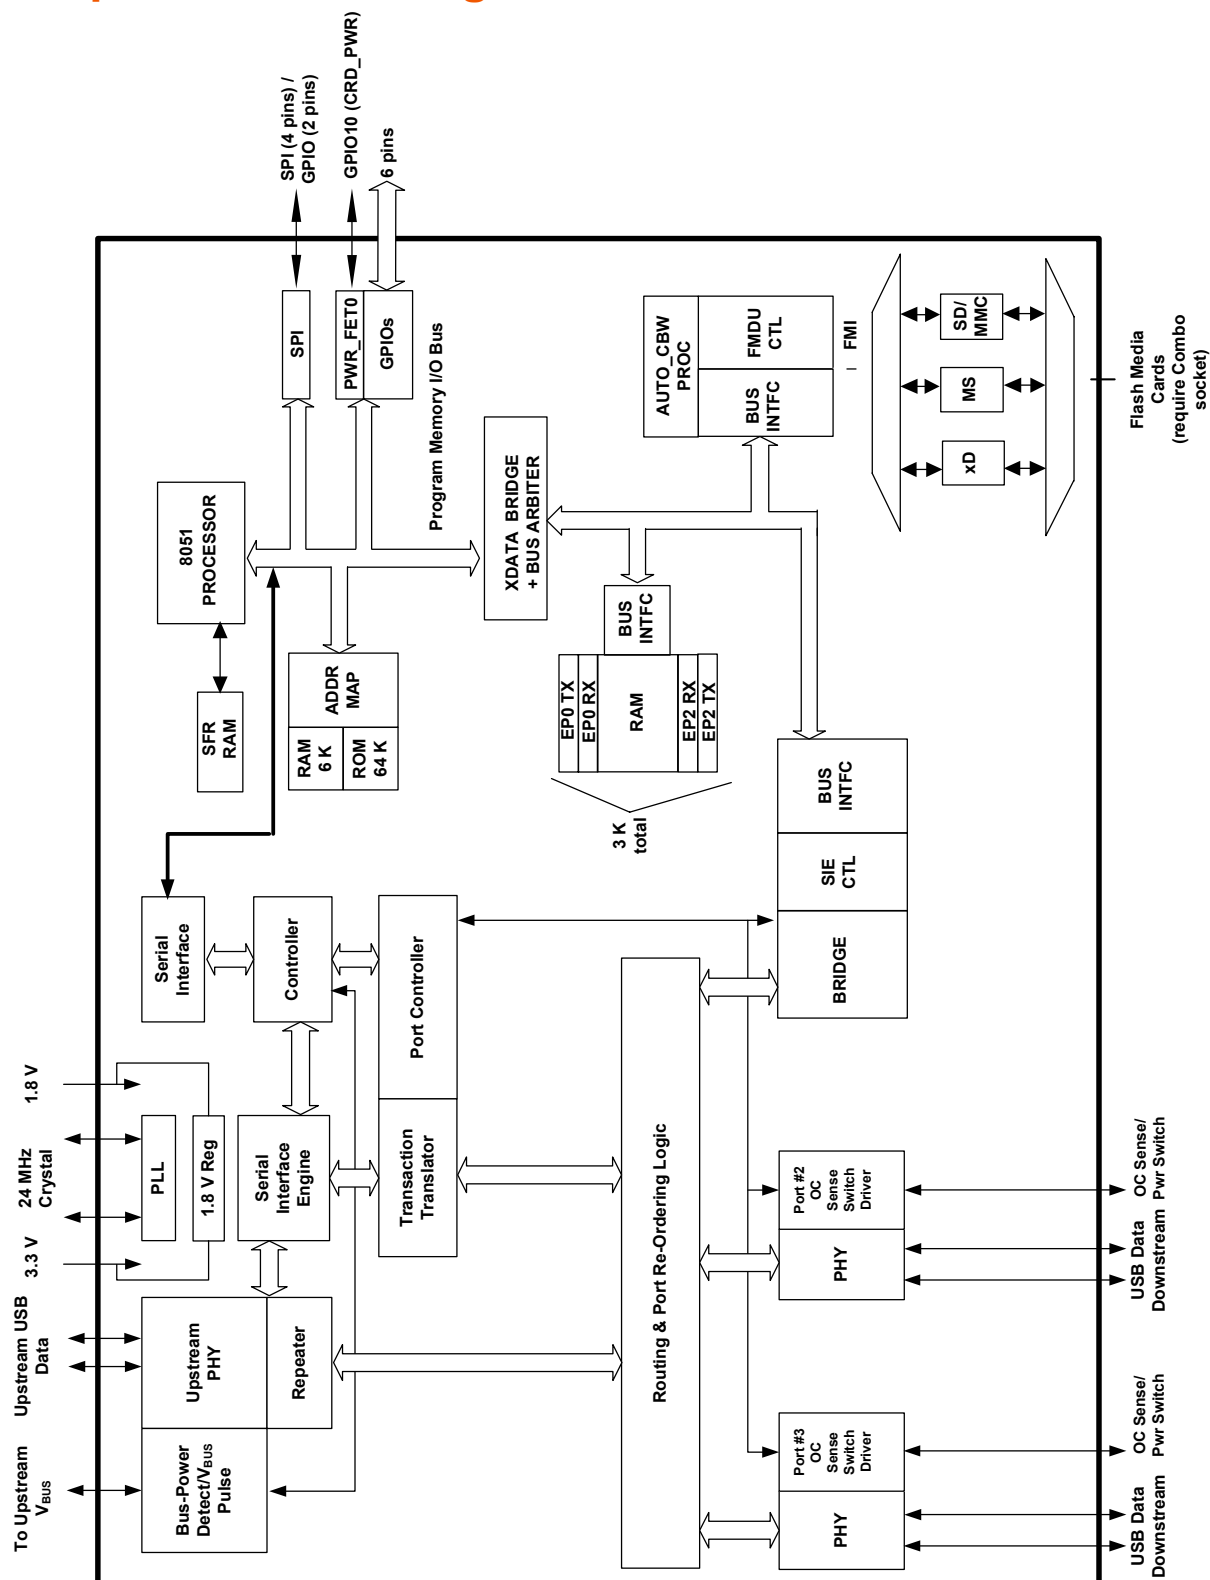 SPI (4 pins) /
GPIO (2 pins)
GPIO10 (CRD_PWR)
6 pins
SPI
PWR_FET0
GPIOs
Program Memory I/O Bus
8051
PROCESSOR
SFR
RAM
ADDR
MAP
RAM
6 K
ROM
64 K
XDATA BRIDGE
+ BUS ARBITER
AUTO_CBW
PROC
FMDU
CTL
BUS
INTFC
FMI
SD/
MMC
MS
xD
Flash Media
Cards
(require Combo
socket)
BUS
INTFC
EP0 TX
EP0 RX
RAM
EP2 RX
EP2 TX
3 K
total
BUS
INTFC
SIE
CTL
BRIDGE
Serial
Interface
Controller
Port Controller
1.8 V
24 MHz
Crystal
3.3 V
PLL
1.8 V Reg
Serial
Interface
Engine
Transaction
Translator
Routing & Port Re-Ordering Logic
Port #2
OC
Sense
Switch
Driver
PHY
OC Sense/
Pwr Switch
USB Data
Downstream
Upstream USB
Data
Upstream
PHY
Repeater
To Upstream
VBUS
Bus-Power
Detect/VBUS
Pulse
Port #3
OC
Sense
Switch
Driver
PHY
OC Sense/
Pwr Switch
USB Data
Downstream